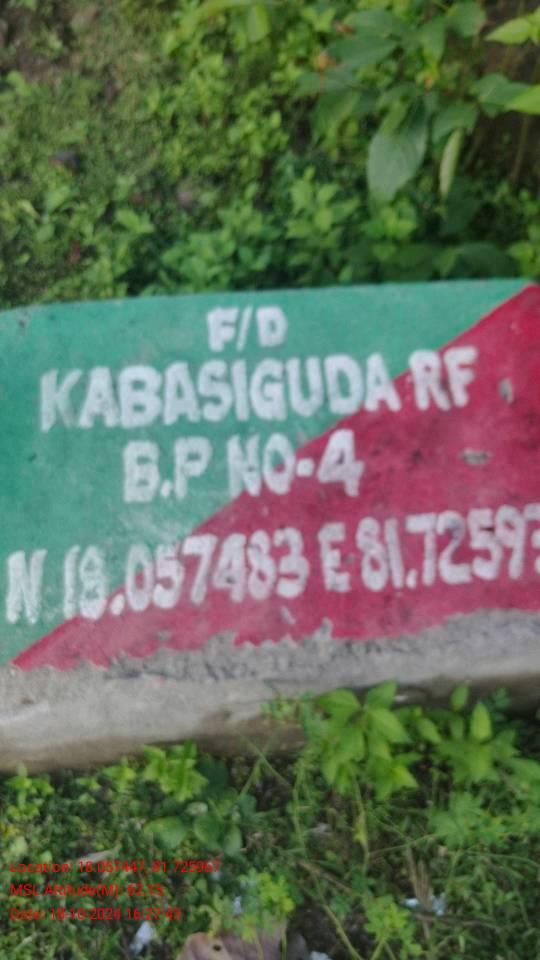 F/D
KABASIGUDA RF
B.P NO-4
N 18.057483 E 81.72593
Location: 18.057447, 81.725967
MSL Altitude(M): 62.15
Date: 18-10-2024 16:27:43